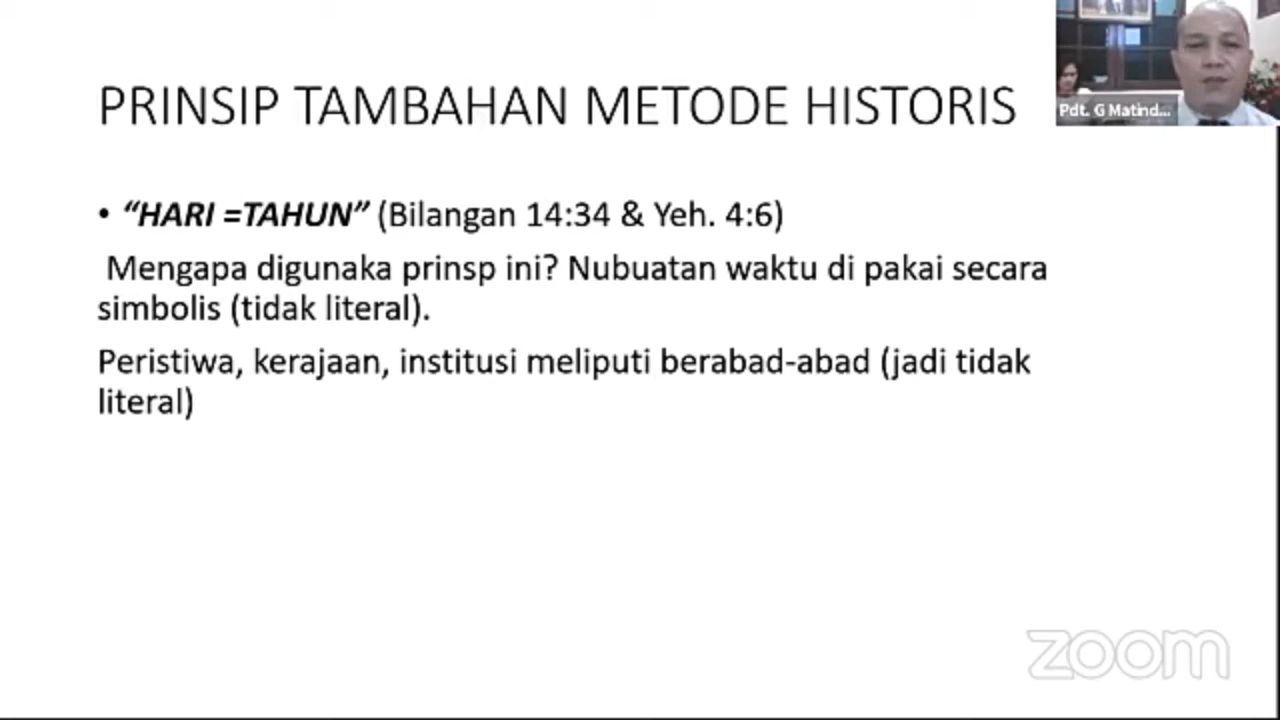 PRINSIP TAMBAHAN METODE HISTORIS
Pdt. G Matind...
• “HARI =TAHUN” (Bilangan 14:34 & Yeh. 4:6)
Mengapa digunaka prinsp ini? Nubuatan waktu di pakai secara
simbolis (tidak literal).
Peristiwa, kerajaan, institusi meliputi berabad-abad (jadi tidak
literal)
zoom